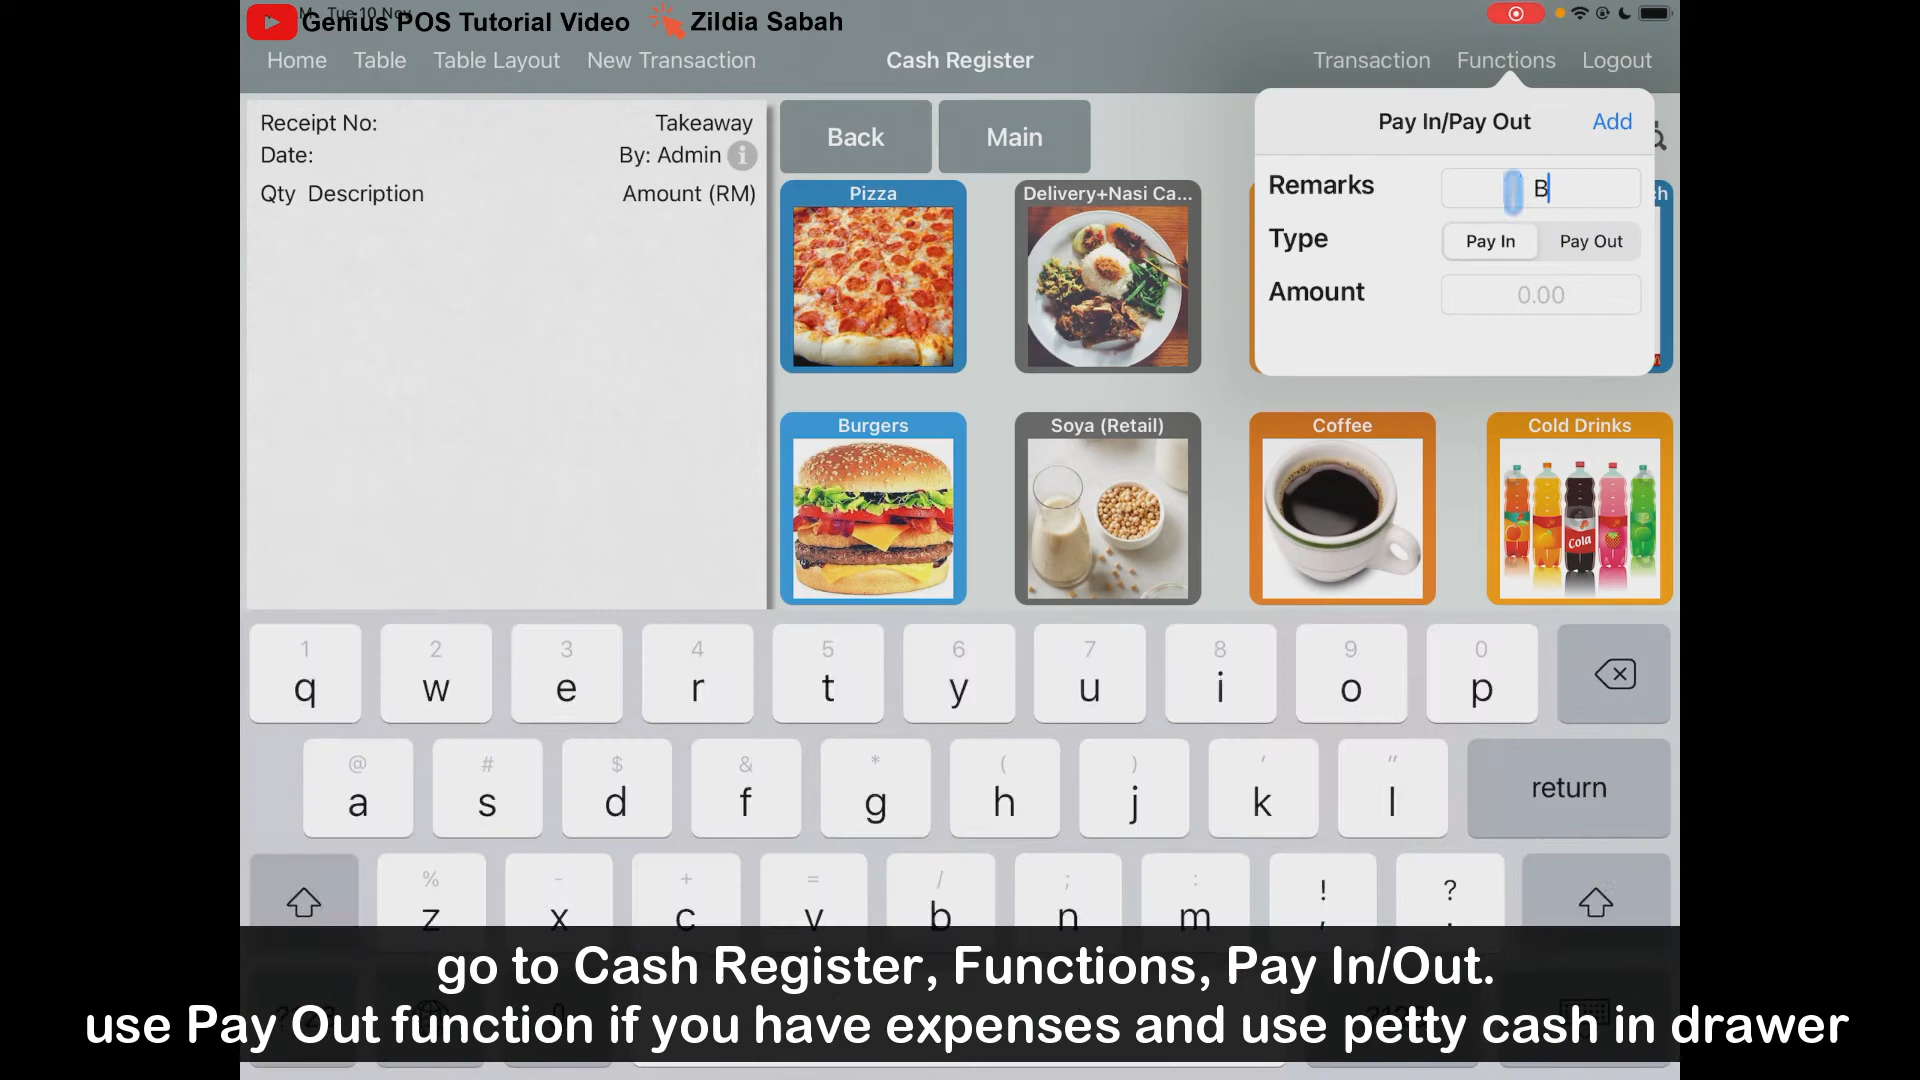 Tue 10 Nov
Genius POS Tutorial Video
Zildia Sabah
Home Table Table Layout New Transaction
Cash Register
Transaction Functions Logout
Receipt No:
Takeaway
Date:
By: Admin
Qty Description
Amount (RM)
Back
Main
Pay In/Pay Out
Add
Remarks
B
Type
Pay In
Pay Out
Amount
0.00
Pizza
Delivery+Nasi Ca...
Burgers
Soya (Retail)
Coffee
Cold Drinks
Cola
1 2 3 4 5 6 7 8 9 0
q w e r t y u i o p
@ # $ & * ( ) ' "
a s d f g h j k l
return
% - + = / ; : ! ?
z x c v b n m , .
go to Cash Register, Functions, Pay In/Out.
use Pay Out function if you have expenses and use petty cash in drawer